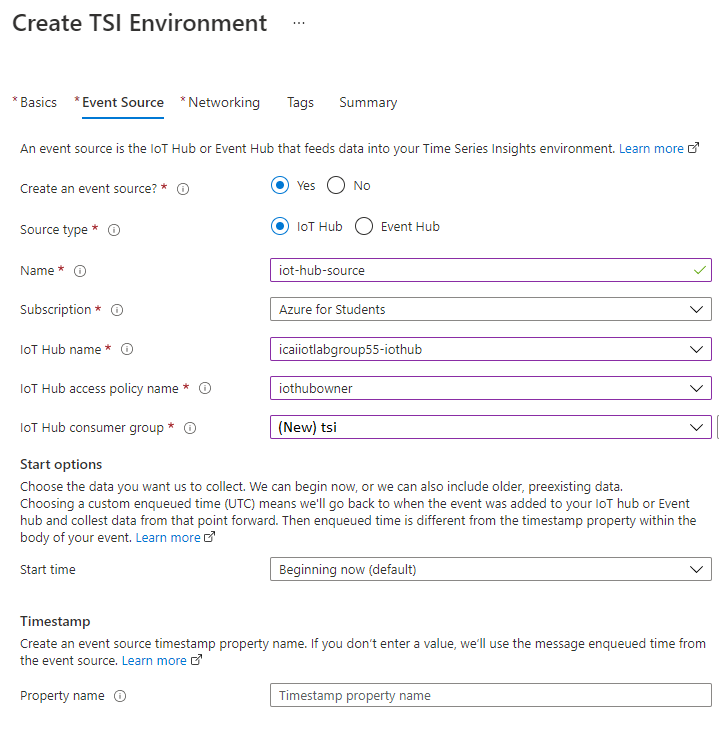 Create TSI Environment ...
* Basics * Event Source * Networking Tags Summary
An event source is the IoT Hub or Event Hub that feeds data into your Time Series Insights environment. Learn more
Create an event source? * Yes No
Source type * IoT Hub Event Hub
Name * iot-hub-source
Subscription * Azure for Students
IoT Hub name * icaiiotlabgroup55-iothub
IoT Hub access policy name * iothubowner
IoT Hub consumer group * (New) tsi
Start options
Choose the data you want us to collect. We can begin now, or we can also include older, preexisting data.
Choosing a custom enqueued time (UTC) means we'll go back to when the event was added to your IoT hub or Event
hub and collest data from that point forward. Then enqueued time is different from the timestamp property within the
body of your event. Learn more
Start time Beginning now (default)
Timestamp
Create an event source timestamp property name. If you don't enter a value, we'll use the message enqueued time from
the event source. Learn more
Property name Timestamp property name